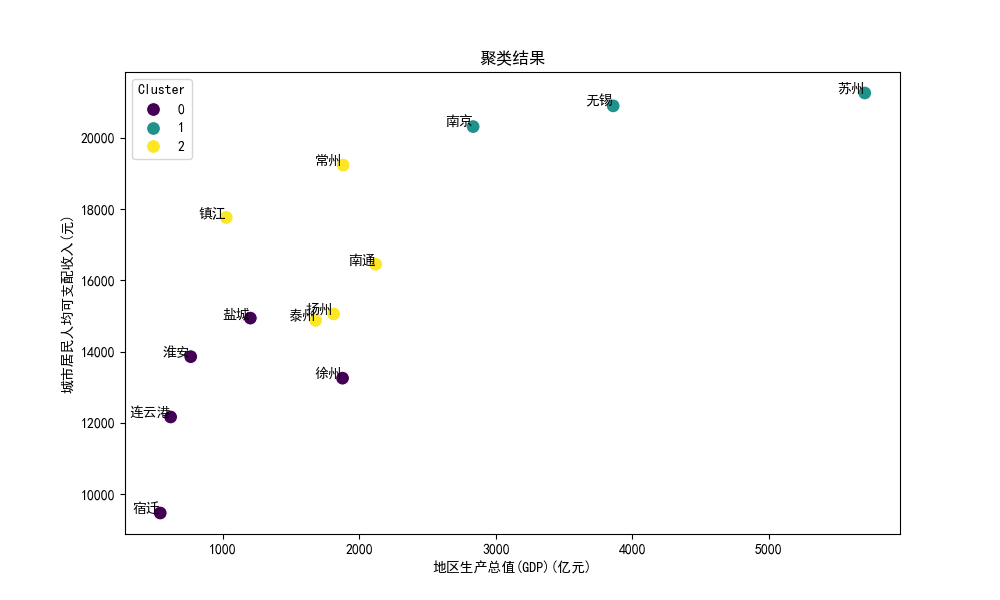 聚类结果
Cluster
0
1
2
苏州
无锡
南京
常州
镇江
南通
扬州
泰州
盐城
淮安
徐州
连云港
宿迁
城市居民人均可支配收入(元)
20000
18000
16000
14000
12000
10000
1000
2000
3000
4000
5000
地区生产总值(GDP)(亿元)